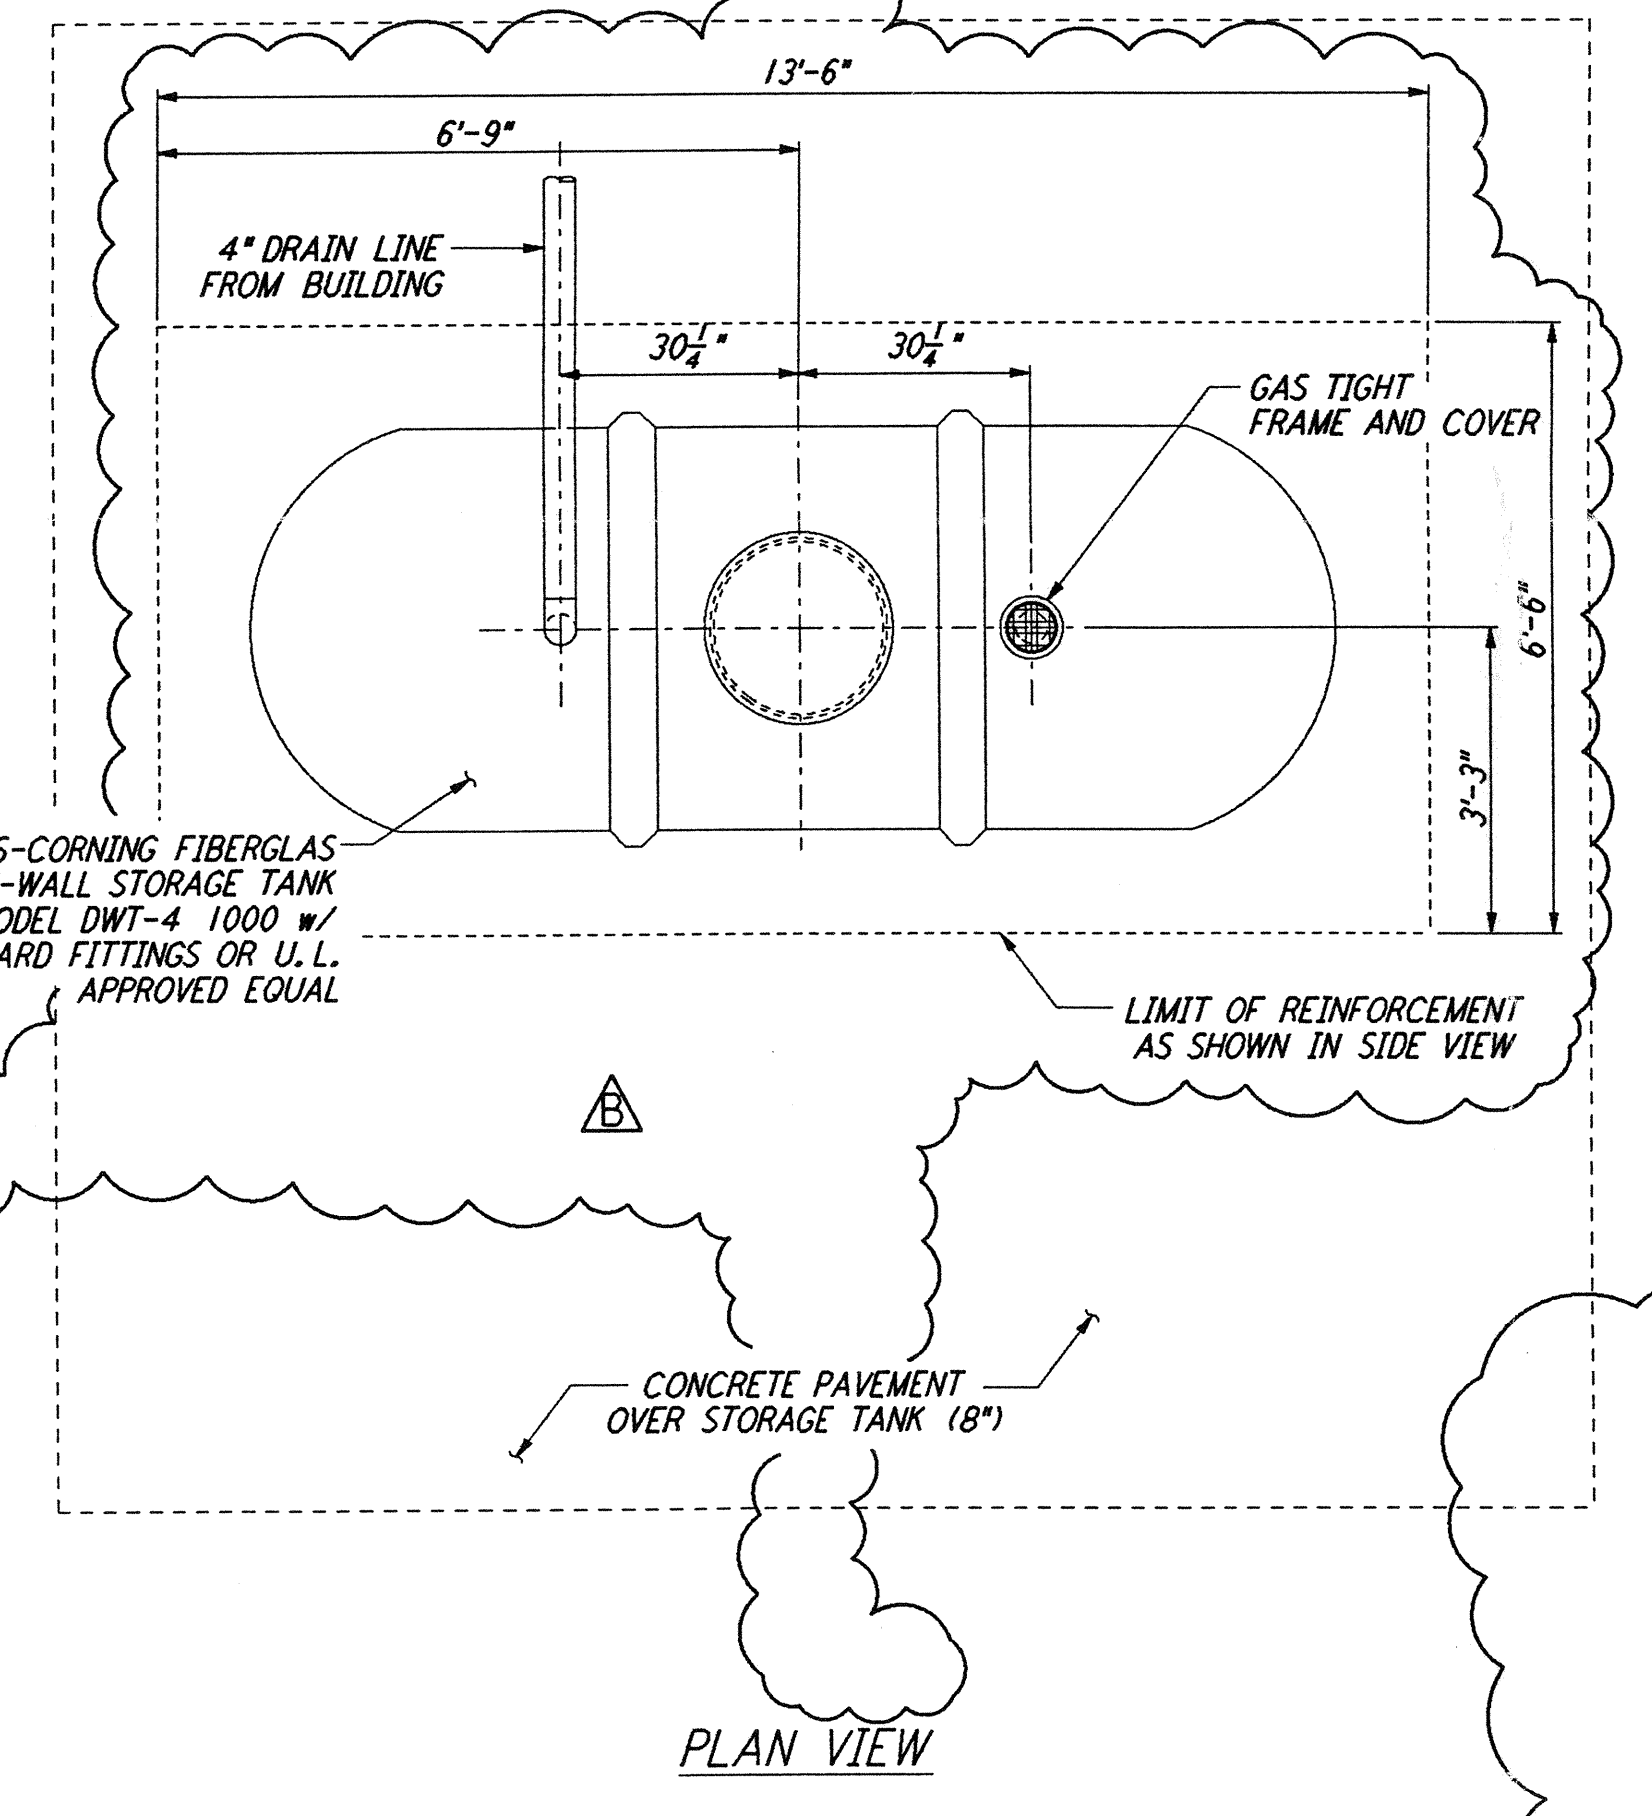 13'-6"
6'-9"
4" DRAIN LINE
FROM BUILDING
30 1/4"
30 1/4"
GAS TIGHT
FRAME AND COVER
6'-6"
3'-3"
S-CORNING FIBERGLAS
-WALL STORAGE TANK
ODEL DWT-4 1000 w/
ARD FITTINGS OR U.L.
APPROVED EQUAL
LIMIT OF REINFORCEMENT
AS SHOWN IN SIDE VIEW
B
CONCRETE PAVEMENT
OVER STORAGE TANK (8")
PLAN VIEW